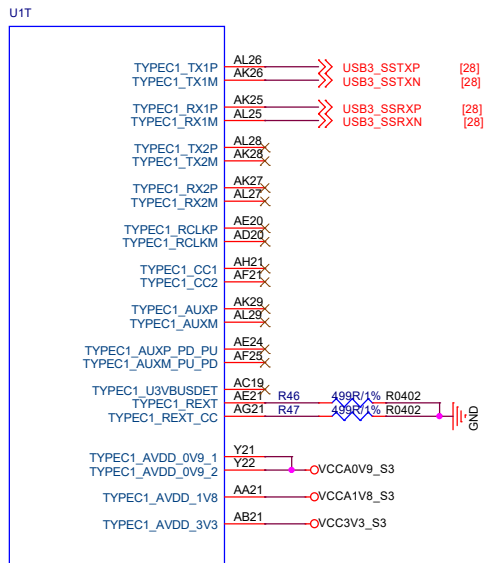 U1T
TYPEC1_TX1P AL26 USB3_SSTXP [28]
TYPEC1_TX1M AK26 USB3_SSTXN [28]
TYPEC1_RX1P AK25 USB3_SSRXP [28]
TYPEC1_RX1M AL25 USB3_SSRXN [28]
TYPEC1_TX2P AL28
TYPEC1_TX2M AK28
TYPEC1_RX2P AK27
TYPEC1_RX2M AL27
TYPEC1_RCLKP AE20
TYPEC1_RCLKM AD20
TYPEC1_CC1 AH21
TYPEC1_CC2 AF21
TYPEC1_AUXP AK29
TYPEC1_AUXM AL29
TYPEC1_AUXP_PD_PU AE24
TYPEC1_AUXM_PU_PD AF25
TYPEC1_U3VBUSDET AC19
TYPEC1_REXT AE21 R46 499R/1% R0402
TYPEC1_REXT_CC AG21 R47 499R/1% R0402
GND
TYPEC1_AVDD_0V9_1 Y21
TYPEC1_AVDD_0V9_2 Y22 VCCA0V9_S3
TYPEC1_AVDD_1V8 AA21 VCCA1V8_S3
TYPEC1_AVDD_3V3 AB21 VCC3V3_S3